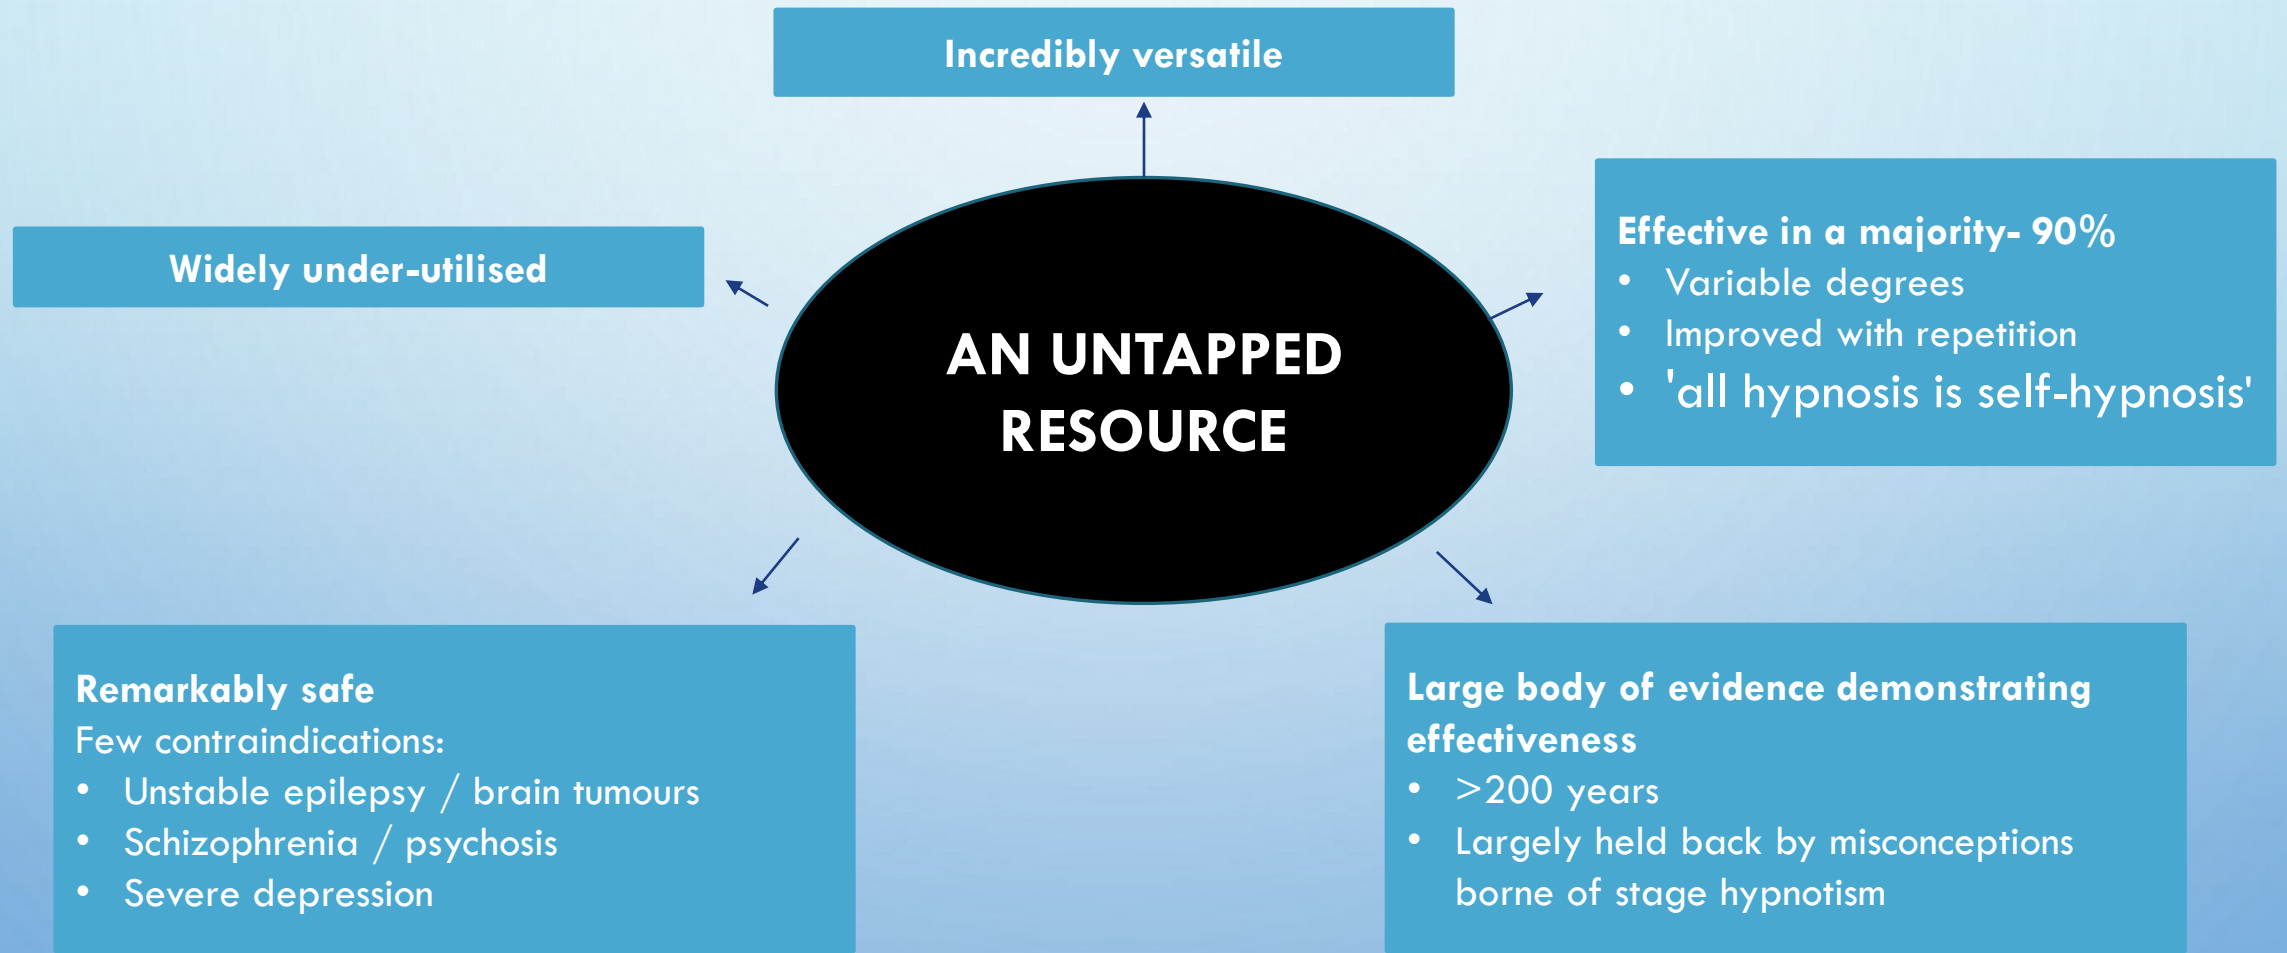 Incredibly versatile
Widely under-utilised
AN UNTAPPED
RESOURCE
Effective in a majority- 90%
• Variable degrees
• Improved with repetition
• 'all hypnosis is self-hypnosis'
Remarkably safe
Few contraindications:
• Unstable epilepsy / brain tumours
• Schizophrenia / psychosis
• Severe depression
Large body of evidence demonstrating
effectiveness
• >200 years
• Largely held back by misconceptions
borne of stage hypnotism